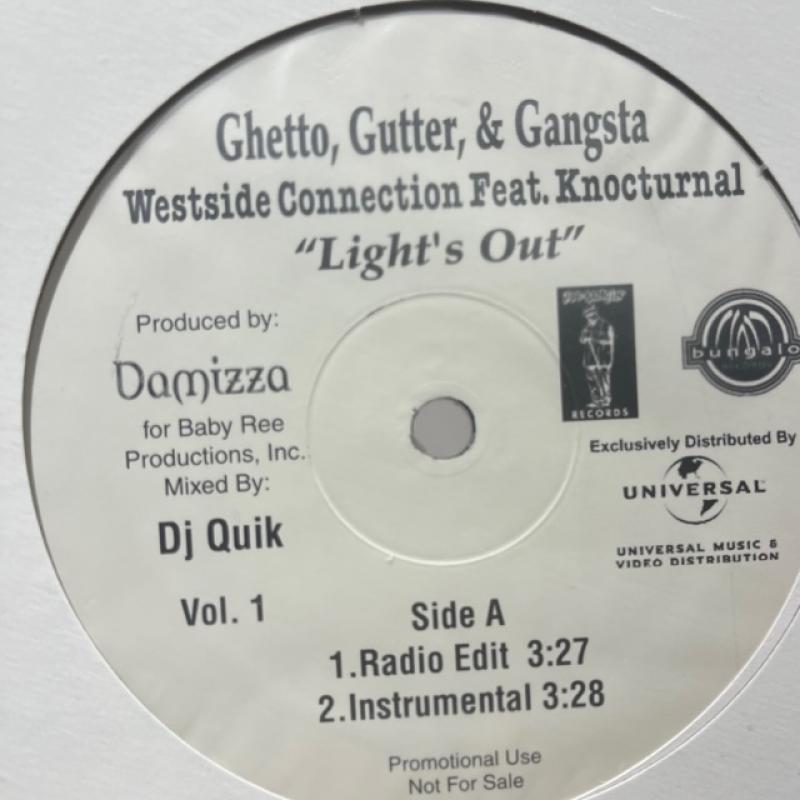 Ghetto, Gutter, & Gangsta
Westside Connection Feat. Knocturnal
"Light's Out"
Produced by:
Damizza
for Baby Ree
Productions, Inc.
Mixed By:
Dj Quik
Vol. 1
RECORDS
bungalo
RECORDS
Exclusively Distributed By
UNIVERSAL
UNIVERSAL MUSIC &
VIDEO DISTRIBUTION
Side A
1.Radio Edit 3:27
2.Instrumental 3:28
Promotional Use
Not For Sale